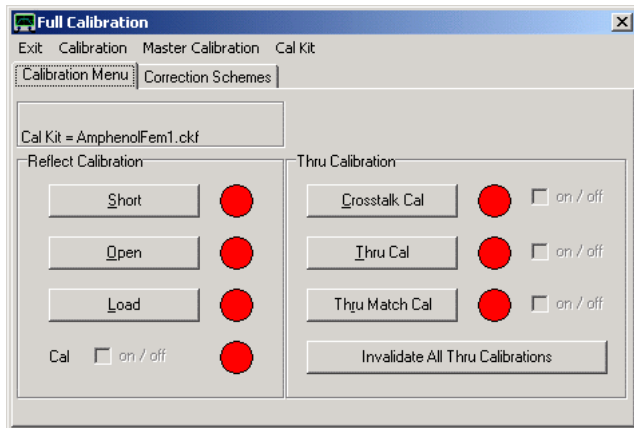 Full Calibration
Exit Calibration Master Calibration Cal Kit
Calibration Menu Correction Schemes
Cal Kit = AmphenolFem1.ckf
Reflect Calibration
Short
Open
Load
Cal on / off
Thru Calibration
Crosstalk Cal on / off
Thru Cal on / off
Thru Match Cal on / off
Invalidate All Thru Calibrations